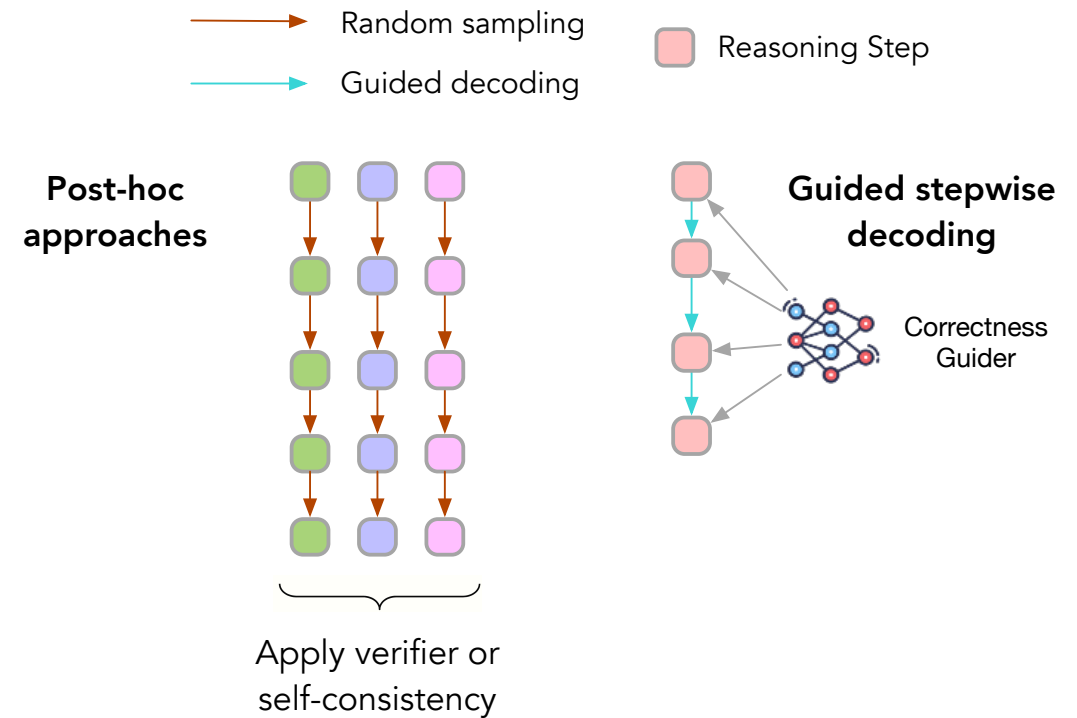 Random sampling
Guided decoding
Reasoning Step
Post-hoc
approaches
Guided stepwise
decoding
Correctness
Guider
Apply verifier or
self-consistency